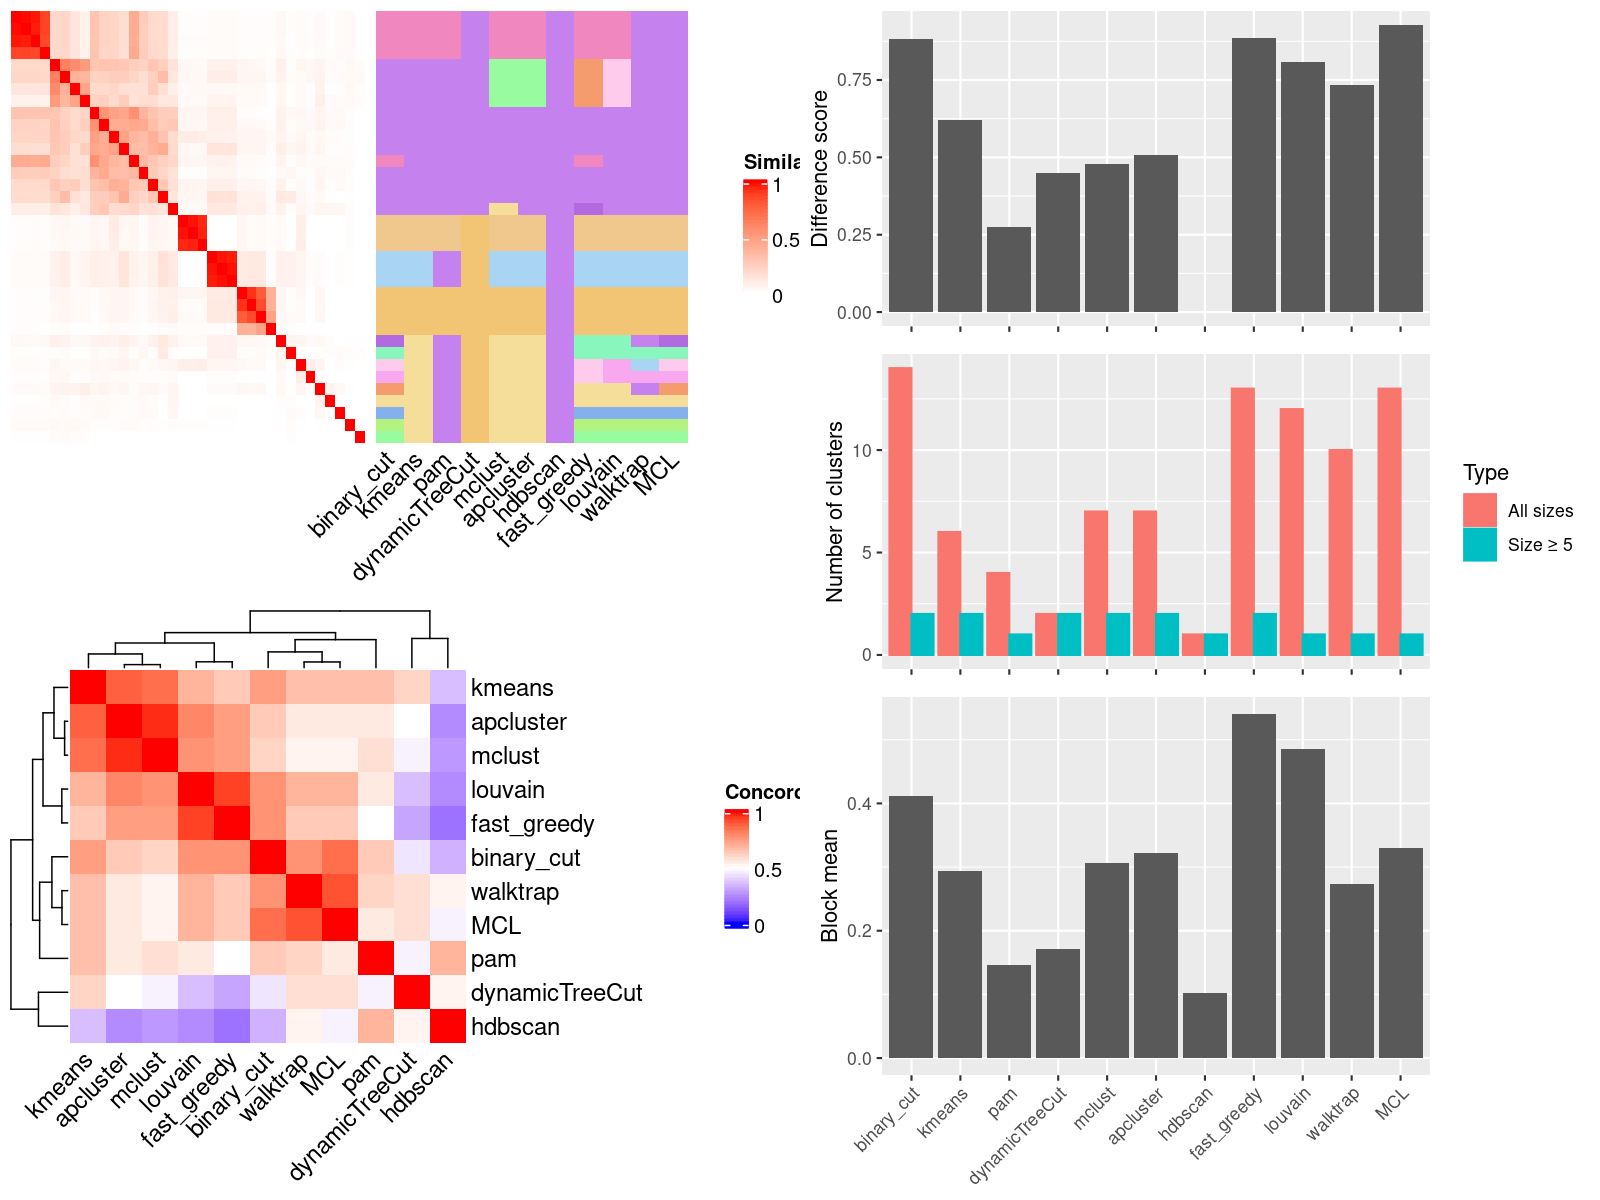 Simila
1
0.5
0
binary_cut
kmeans
pam
dynamicTreeCut
mclust
apcluster
hdbscan
fast_greedy
louvain
walktrap
MCL
Difference score
0.75
0.50
0.25
0.00
Number of clusters
10
5
0
Type
All sizes
Size ≥ 5
kmeans
apcluster
mclust
louvain
fast_greedy
binary_cut
walktrap
MCL
pam
dynamicTreeCut
hdbscan
kmeans
apcluster
mclust
louvain
fast_greedy
binary_cut
walktrap
MCL
pam
dynamicTreeCut
hdbscan
Concord
1
0.5
0
Block mean
0.4
0.2
0.0
binary_cut
kmeans
pam
dynamicTreeCut
mclust
apcluster
hdbscan
fast_greedy
louvain
walktrap
MCL